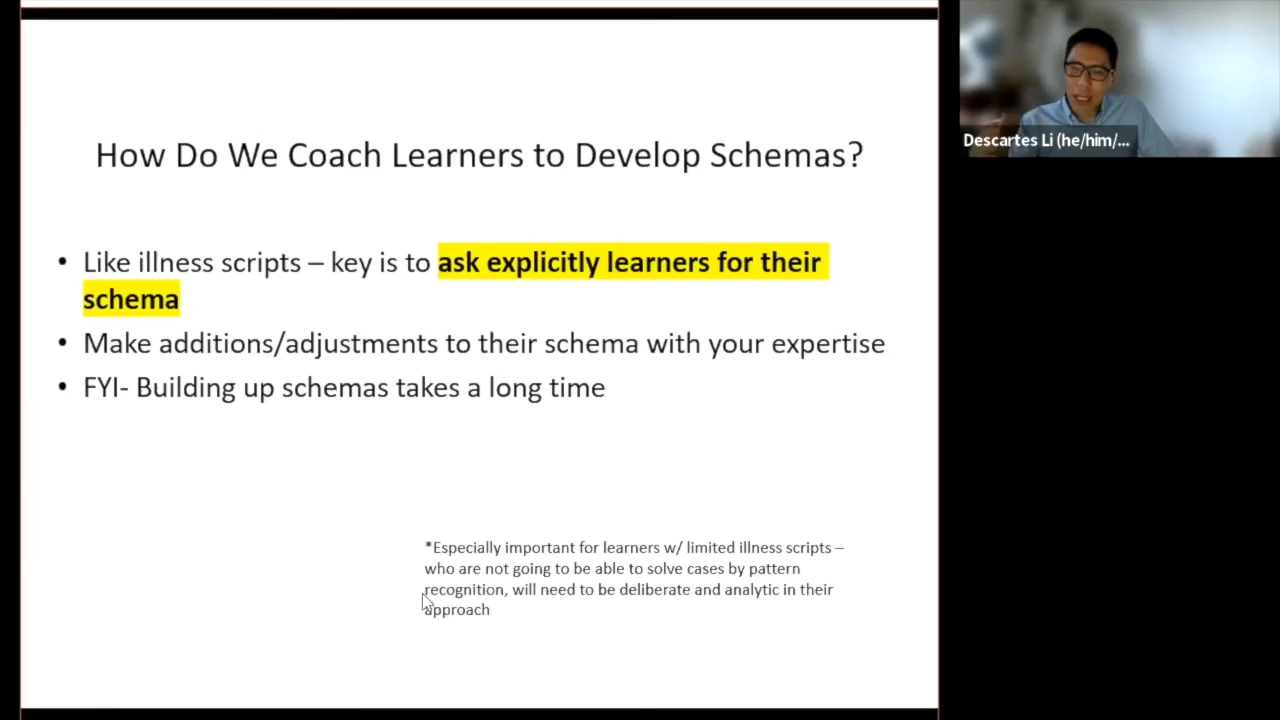 How Do We Coach Learners to Develop Schemas?
• Like illness scripts – key is to ask explicitly learners for their
schema
• Make additions/adjustments to their schema with your expertise
• FYI- Building up schemas takes a long time
*Especially important for learners w/ limited illness scripts –
who are not going to be able to solve cases by pattern
recognition, will need to be deliberate and analytic in their
approach
Descartes Li (he/him/...